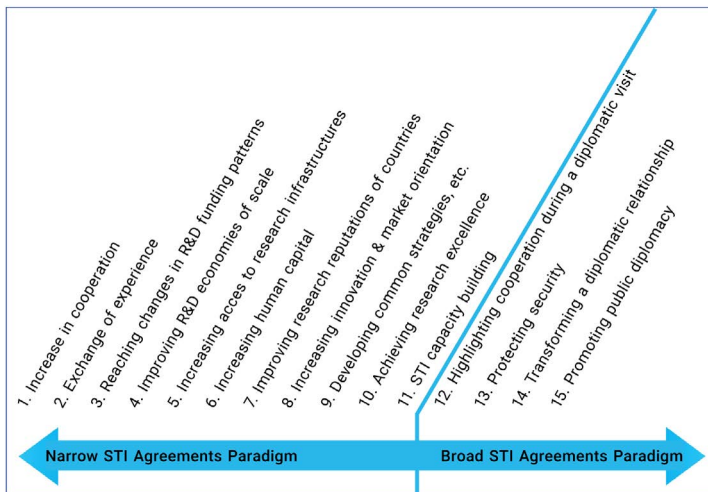 1. Increase in cooperation
2. Exchange of experience
3. Reaching changes in R&D funding patterns
4. Improving R&D economies of scale
5. Increasing acces to research infrastructures
6. Increasing human capital
7. Improving research reputations of countries
8. Increasing innovation & market orientation
9. Developing common strategies, etc.
10. Achieving research excellence
11. STI capacity building
12. Highlighting cooperation during a diplomatic visit
13. Protecting security
14. Transforming a diplomatic relationship
15. Promoting public diplomacy
Narrow STI Agreements Paradigm
Broad STI Agreements Paradigm